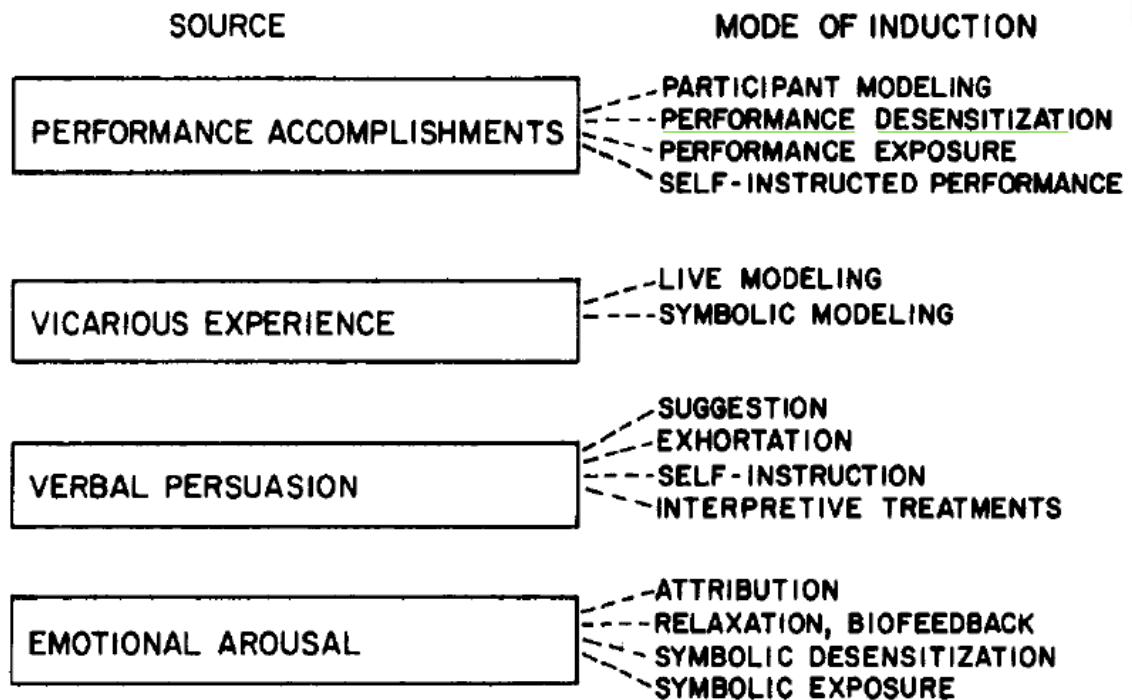 SOURCE
MODE OF INDUCTION
PERFORMANCE ACCOMPLISHMENTS
PARTICIPANT MODELING
PERFORMANCE DESENSITIZATION
PERFORMANCE EXPOSURE
SELF-INSTRUCTED PERFORMANCE
VICARIOUS EXPERIENCE
LIVE MODELING
SYMBOLIC MODELING
VERBAL PERSUASION
SUGGESTION
EXHORTATION
SELF-INSTRUCTION
INTERPRETIVE TREATMENTS
EMOTIONAL AROUSAL
ATTRIBUTION
RELAXATION, BIOFEEDBACK
SYMBOLIC DESENSITIZATION
SYMBOLIC EXPOSURE